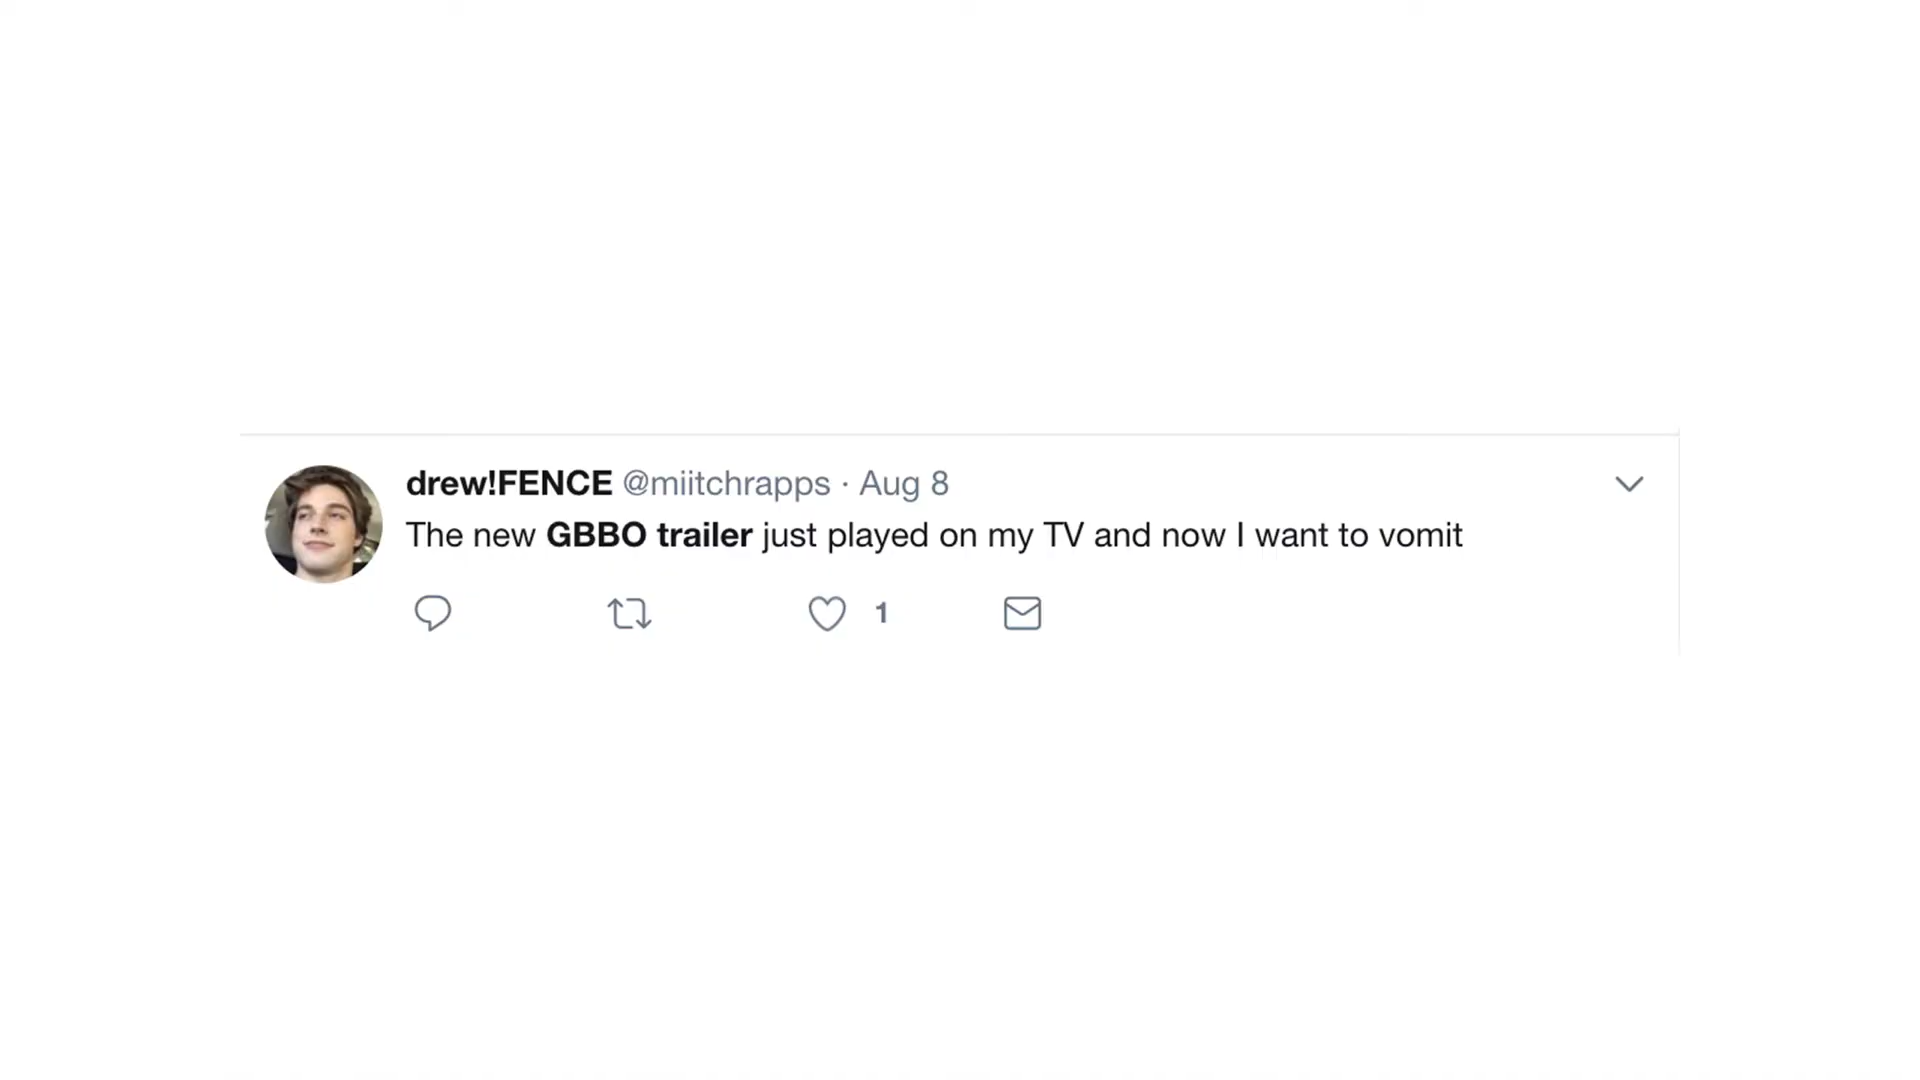 drew!FENCE @miitchrapps · Aug 8
The new GBBO trailer just played on my TV and now I want to vomit
1